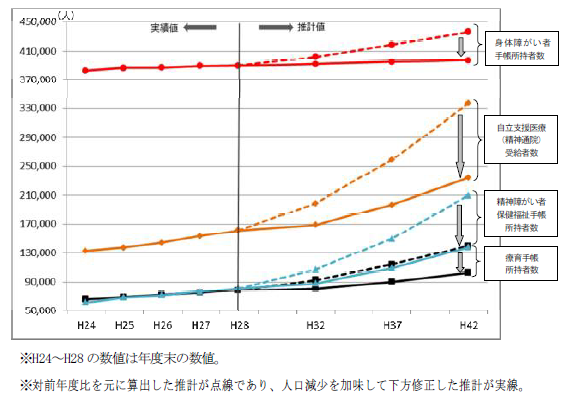 (人)
450,000
410,000
370,000
330,000
290,000
250,000
210,000
170,000
130,000
90,000
50,000
実績値
推計値
身体障がい者
手帳所持者数
自立支援医療
(精神通院)
受給者数
精神障がい者
保健福祉手帳
所持者数
療育手帳
所持者数
H24
H25
H26
H27
H28
H32
H37
H42
※H24～H28の数値は年度末の数値。
※対前年度比を元に算出した推計が点線であり、人口減少を加味して下方修正した推計が実線。